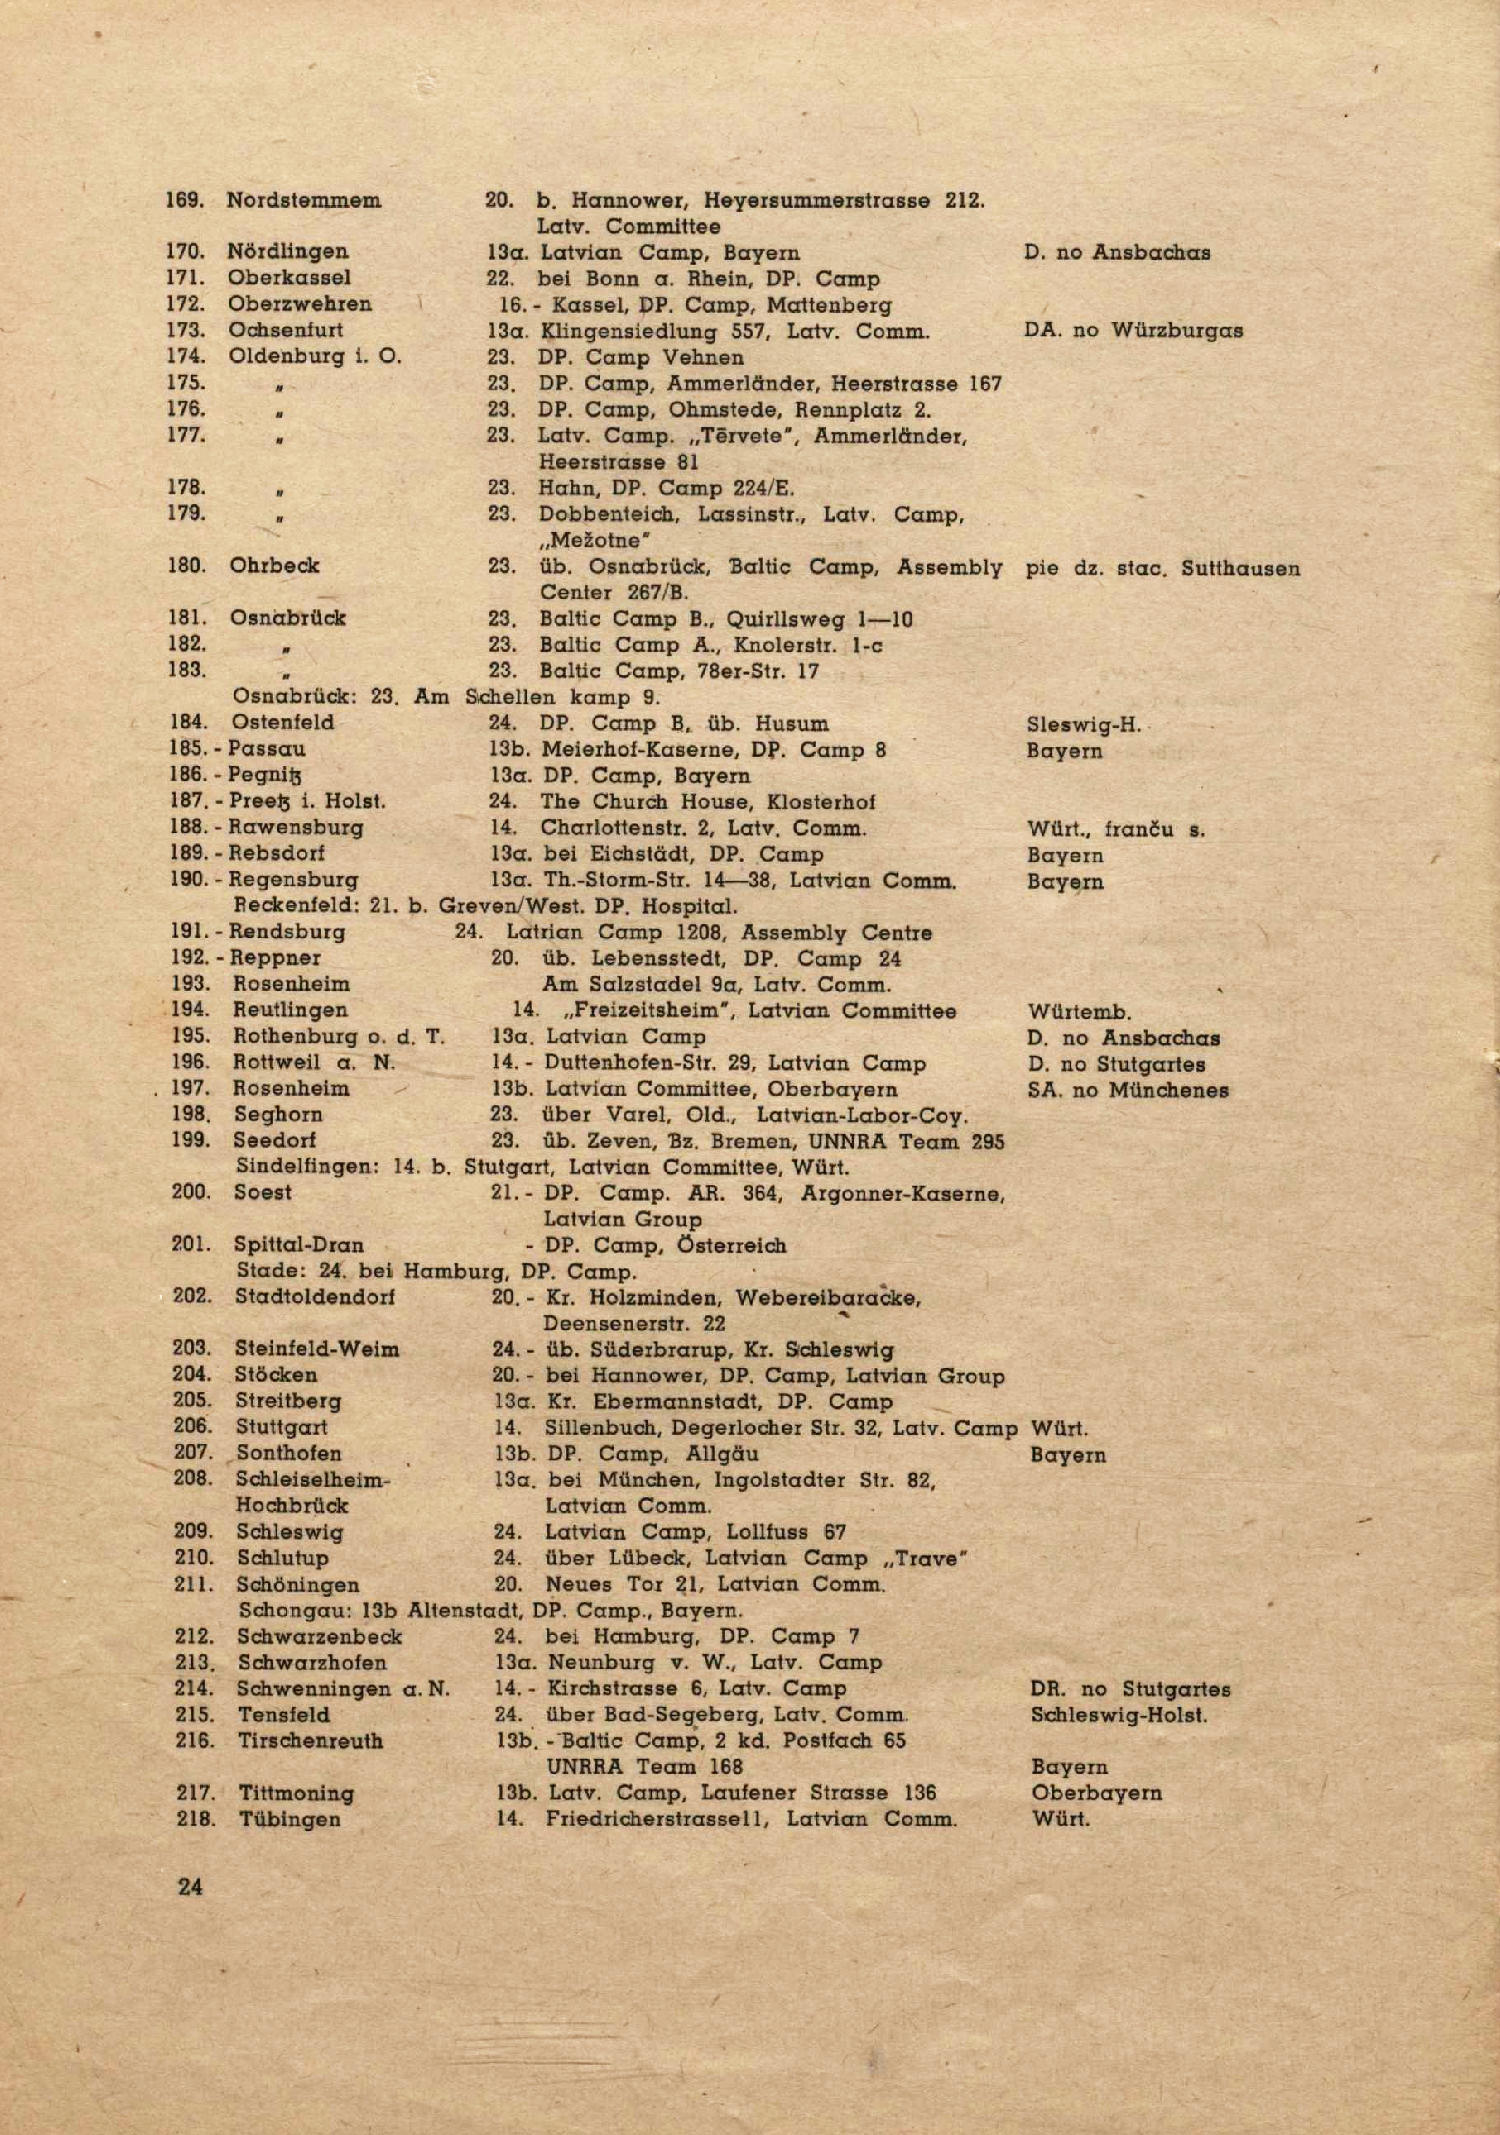 169. Nordstemmem 20. b. Hannower, Heyersummerstrasse 212.
Latv. Committee
170. Nördlingen 13a. Latvian Camp, Bayern D. no Ansbachas
171. Oberkassel 22. bei Bonn a. Rhein, DP. Camp
172. Oberzwehren 16. - Kassel, DP. Camp, Mattenberg
173. Ochsenfurt 13a. Klingensiedlung 557, Latv. Comm. DA. no Würzburgas
174. Oldenburg i. O. 23. DP. Camp Vehnen
175. „ 23. DP. Camp, Ammerländer, Heerstrasse 167
176. „ 23. DP. Camp, Ohmstede, Rennplatz 2.
177. „ 23. Latv. Camp. „Tērvete", Ammerländer,
Heerstrasse 81
178. „ 23. Hahn, DP. Camp 224/E.
179. „ 23. Dobbenteich, Lassinstr., Latv. Camp,
„Mežotne"
180. Ohrbeck 23. üb. Osnabrück, Baltic Camp, Assembly pie dz. stac. Sutthausen
Center 267/B.
181. Osnabrück 23. Baltic Camp B., Quirllsweg 1—10
182. „ 23. Baltic Camp A., Knolerstr. 1-c
183. „ 23. Baltic Camp, 78er-Str. 17
Osnabrück: 23. Am Schellen kamp 9.
184. Ostenfeld 24. DP. Camp B, üb. Husum Sleswig-H.
185. - Passau 13b. Meierhof-Kaserne, DP. Camp 8 Bayern
186. - Pegnitz 13a. DP. Camp, Bayern
187. - Preetz i. Holst. 24. The Church House, Klosterhof
188. - Rawensburg 14. Charlottenstr. 2, Latv. Comm. Würt., franču s.
189. - Rebsdorf 13a. bei Eichstädt, DP. Camp Bayern
190. - Regensburg 13a. Th.-Storm-Str. 14—38, Latvian Comm. Bayern
Reckenfeld: 21. b. Greven/West. DP. Hospital.
191. - Rendsburg 24. Latrian Camp 1208, Assembly Centre
192. - Reppner 20. üb. Lebensstedt, DP. Camp 24
193. Rosenheim Am Salzstadel 9a, Latv. Comm.
194. Reutlingen 14. „Freizeitsheim", Latvian Committee Würtemb.
195. Rothenburg o. d. T. 13a. Latvian Camp D. no Ansbachas
196. Rottweil a. N. 14. - Duttenhofen-Str. 29, Latvian Camp D. no Stutgartes
197. Rosenheim 13b. Latvian Committee, Oberbayern SA. no Münchenes
198. Seghorn 23. über Varel, Old., Latvian-Labor-Coy.
199. Seedorf 23. üb. Zeven, Bz. Bremen, UNNRA Team 295
Sindelfingen: 14. b. Stutgart, Latvian Committee, Würt.
200. Soest 21. - DP. Camp. AR. 364, Argonner-Kaserne,
Latvian Group
201. Spittal-Dran - DP. Camp, Österreich
Stade: 24. bei Hamburg, DP. Camp.
202. Stadtoldendorf 20. - Kr. Holzminden, Webereibaracke,
Deensenerstr. 22
203. Steinfeld-Weim 24. - üb. Süderbrarup, Kr. Schleswig
204. Stöcken 20. - bei Hannower, DP. Camp, Latvian Group
205. Streitberg 13a. Kr. Ebermannstadt, DP. Camp
206. Stuttgart 14. Sillenbuch, Degerlocher Str. 32, Latv. Camp Würt.
207. Sonthofen 13b. DP. Camp, Allgäu Bayern
208. Schleiselheim- 13a. bei München, Ingolstadter Str. 82,
Hochbrück Latvian Comm.
209. Schleswig 24. Latvian Camp, Lollfuss 67
210. Schlutup 24. über Lübeck, Latvian Camp „Trave"
211. Schöningen 20. Neues Tor 21, Latvian Comm.
Schongau: 13b Altenstadt, DP. Camp., Bayern.
212. Schwarzenbeck 24. bei Hamburg, DP. Camp 7
213. Schwarzhofen 13a. Neunburg v. W., Latv. Camp
214. Schwenningen a. N. 14. - Kirchstrasse 6, Latv. Camp DR. no Stutgartes
215. Tensfeld 24. über Bad-Segeberg, Latv. Comm. Schleswig-Holst.
216. Tirschenreuth 13b. - Baltic Camp, 2 kd. Postfach 65
UNRRA Team 168 Bayern
217. Tittmoning 13b. Latv. Camp, Laufener Strasse 136 Oberbayern
218. Tübingen 14. Friedricherstrasse11, Latvian Comm. Würt.
24